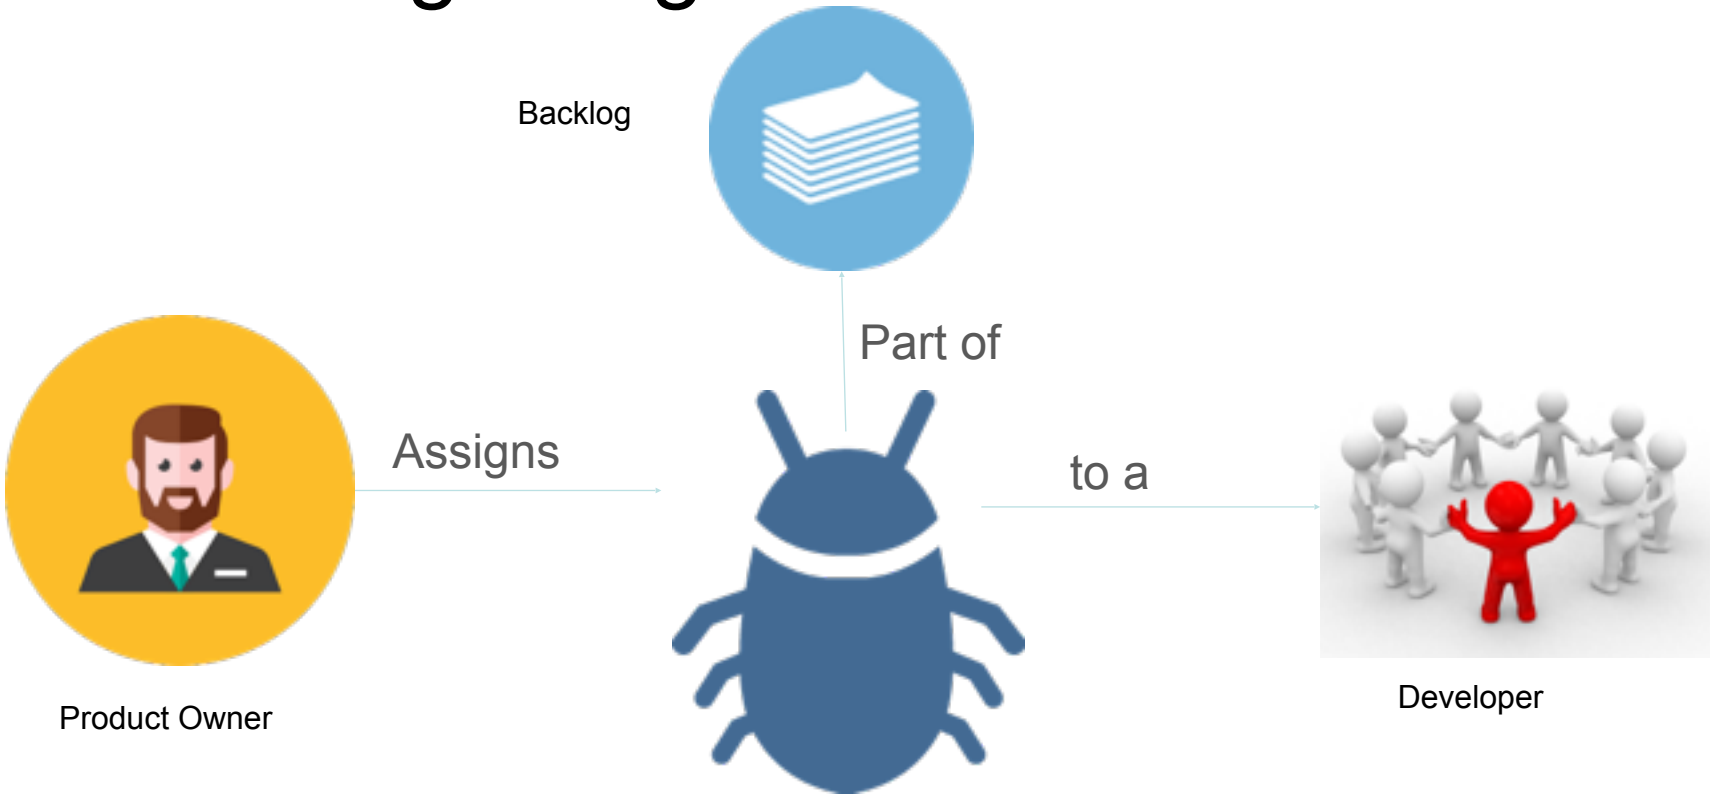 Backlog
Part of
Assigns
to a
Developer
Product Owner